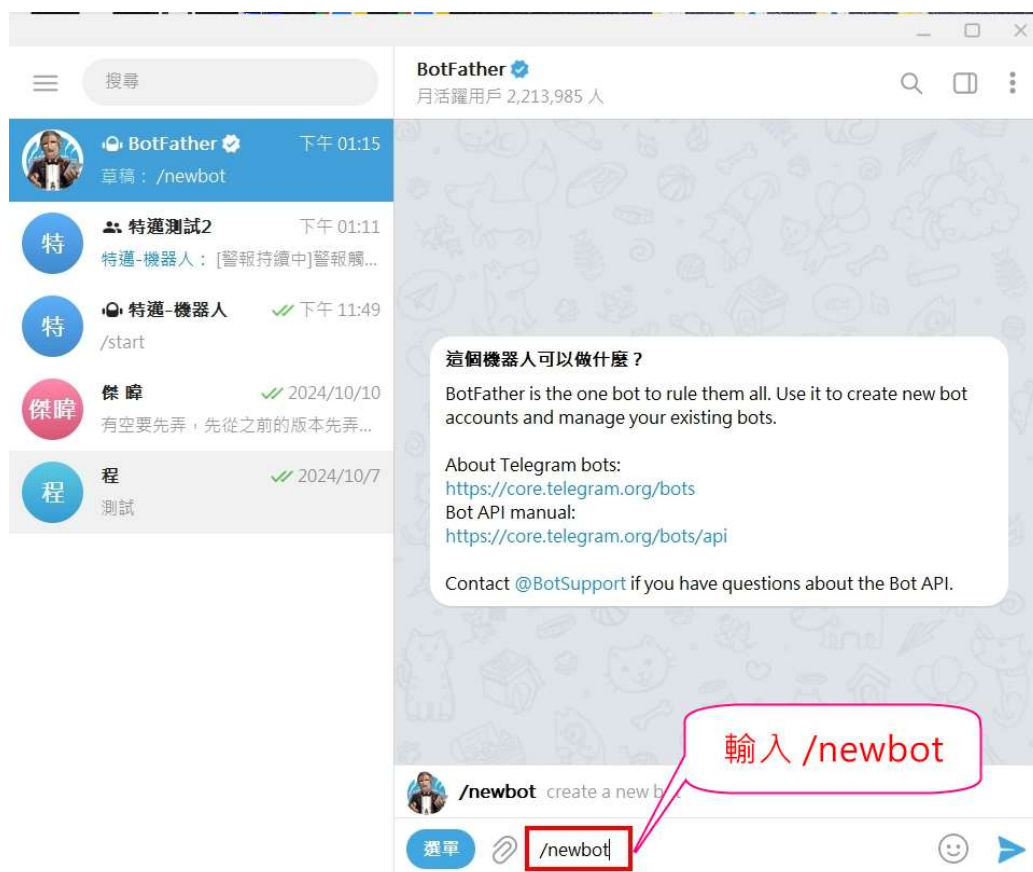 搜尋
BotFather
下午 01:15
草稿： /newbot
特
特邁測試2
下午 01:11
特邁-機器人： [警報持續中]警報觸...
特
特邁-機器人
下午 11:49
/start
傑暐
傑 暐
2024/10/10
有空要先弄，先從之前的版本先弄...
程
程
2024/10/7
測試
BotFather
月活躍用戶 2,213,985 人
這個機器人可以做什麼？
BotFather is the one bot to rule them all. Use it to create new bot
accounts and manage your existing bots.
About Telegram bots:
https://core.telegram.org/bots
Bot API manual:
https://core.telegram.org/bots/api
Contact @BotSupport if you have questions about the Bot API.
輸入 /newbot
/newbot create a new
選單
/newbot